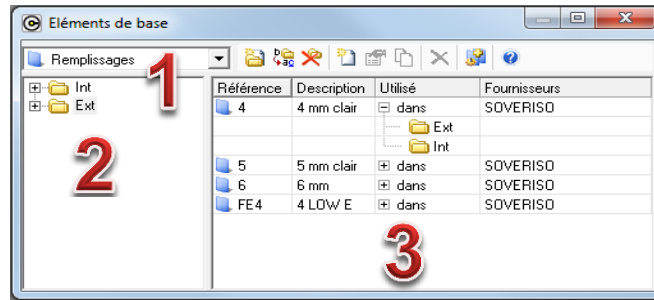 Eléments de base
Remplissages
1
Int
Ext
2
Référence Description Utilisé Fournisseurs
4 4 mm clair dans SOVERISO
Ext
Int
5 5 mm clair dans SOVERISO
6 6 mm dans SOVERISO
FE4 4 LOW E dans SOVERISO
3